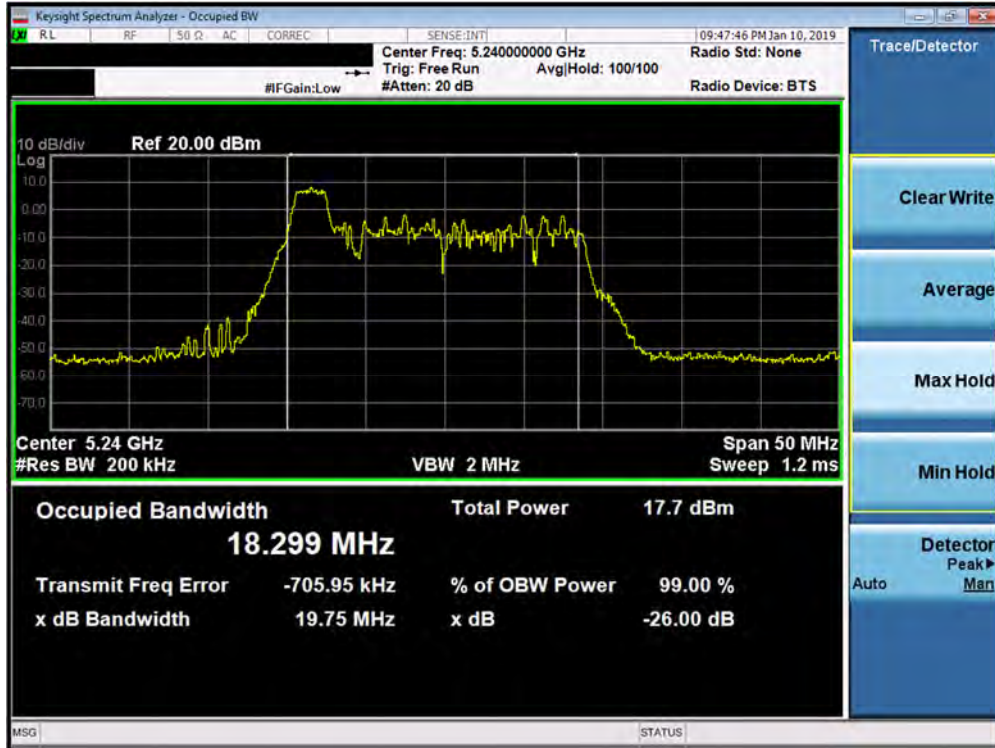 Keysight Spectrum Analyzer - Occupied BW
LXI RL RF 50 Ω AC CORREC SENSE:INT 09:47:46 PM Jan 10, 2019
Center Freq: 5.240000000 GHz Radio Std: None
Trig: Free Run Avg|Hold: 100/100
#IFGain:Low #Atten: 20 dB Radio Device: BTS
10 dB/div Ref 20.00 dBm
Log
10.0
0.00
-10.0
-20.0
-30.0
-40.0
-50.0
-60.0
-70.0
Center 5.24 GHz Span 50 MHz
#Res BW 200 kHz VBW 2 MHz Sweep 1.2 ms
Occupied Bandwidth Total Power 17.7 dBm
18.299 MHz
Transmit Freq Error -705.95 kHz % of OBW Power 99.00 %
x dB Bandwidth 19.75 MHz x dB -26.00 dB
MSG STATUS
Trace/Detector
Clear Write
Average
Max Hold
Min Hold
Detector
Peak▶
Auto Man